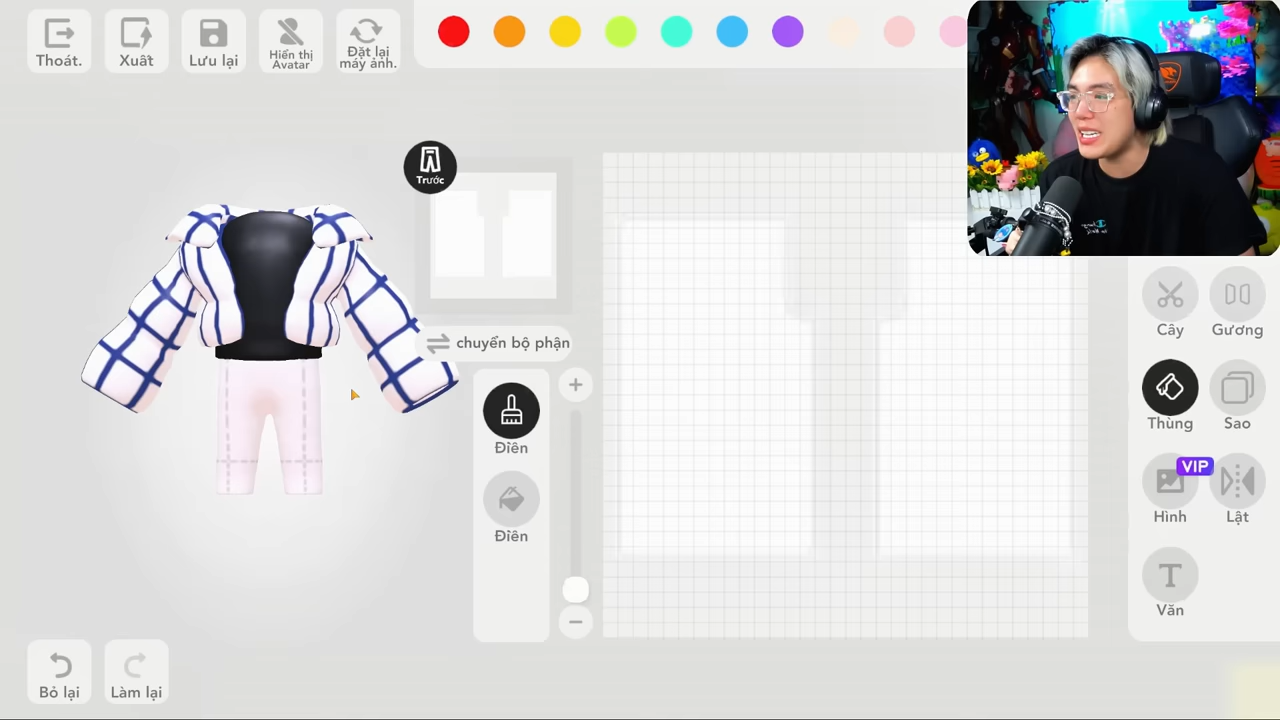 Thoát.
Xuất
Lưu lại
Hiển thị
Avatar
Đặt lại
máy ảnh.
Trước
chuyển bộ phận
Điền
Điền
Cây
Gương
Thùng
Sao
VIP
Hình
Lật
Văn
Bỏ lại
Làm lại